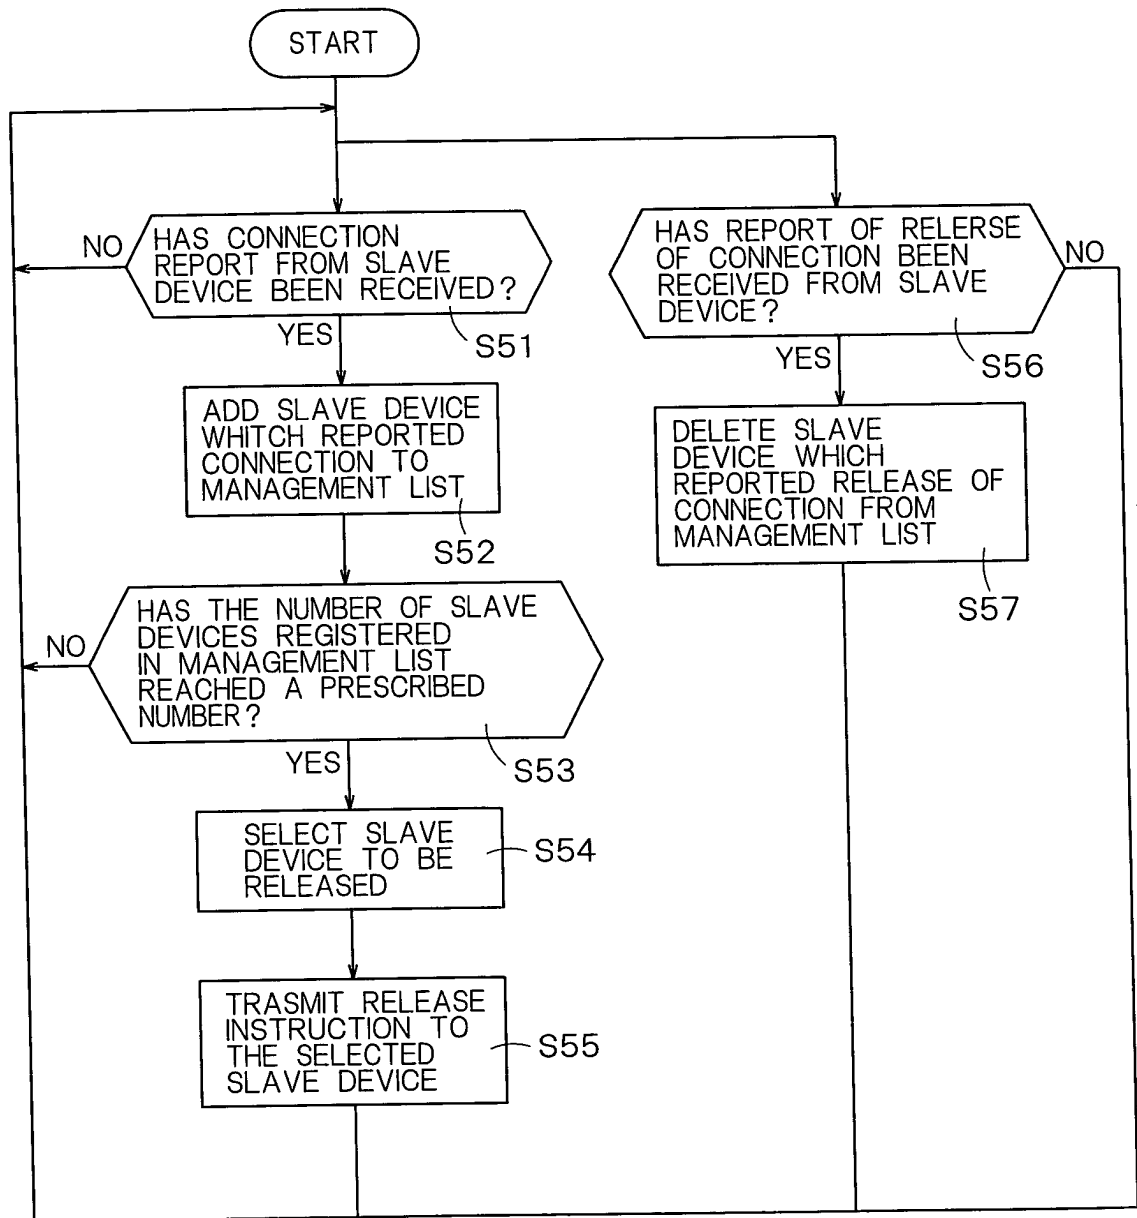 START
NO
HAS CONNECTION
REPORT FROM SLAVE
DEVICE BEEN RECEIVED?
YES
S51
ADD SLAVE DEVICE
WHITCH REPORTED
CONNECTION TO
MANAGEMENT LIST
S52
NO
HAS THE NUMBER OF SLAVE
DEVICES REGISTERED
IN MANAGEMENT LIST
REACHED A PRESCRIBED
NUMBER?
YES
S53
SELECT SLAVE
DEVICE TO BE
RELEASED
S54
TRASMIT RELEASE
INSTRUCTION TO
THE SELECTED
SLAVE DEVICE
S55
HAS REPORT OF RELERSE
OF CONNECTION BEEN
RECEIVED FROM SLAVE
DEVICE?
NO
YES
S56
DELETE SLAVE
DEVICE WHICH
REPORTED RELEASE OF
CONNECTION FROM
MANAGEMENT LIST
S57